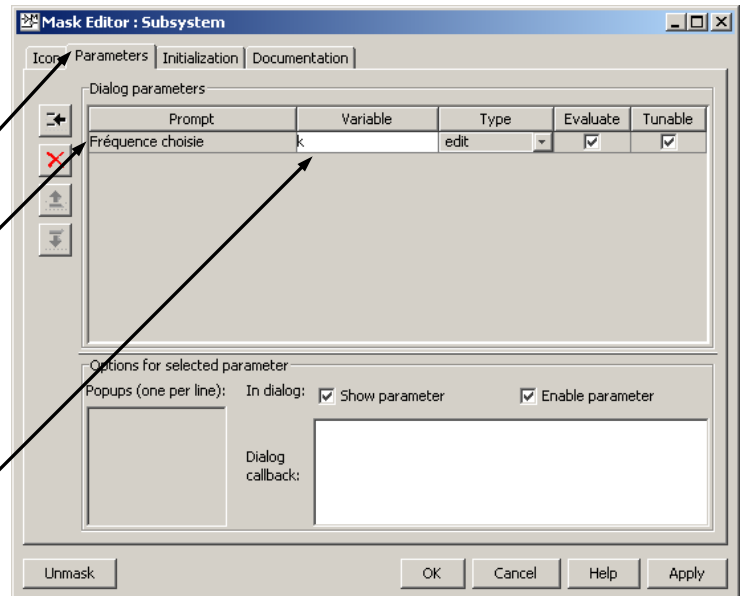 Mask Editor : Subsystem
Icon Parameters Initialization Documentation
Dialog parameters
Prompt Variable Type Evaluate Tunable
Fréquence choisie k edit
Options for selected parameter
Popups (one per line): In dialog: Show parameter Enable parameter
Dialog
callback:
Unmask OK Cancel Help Apply